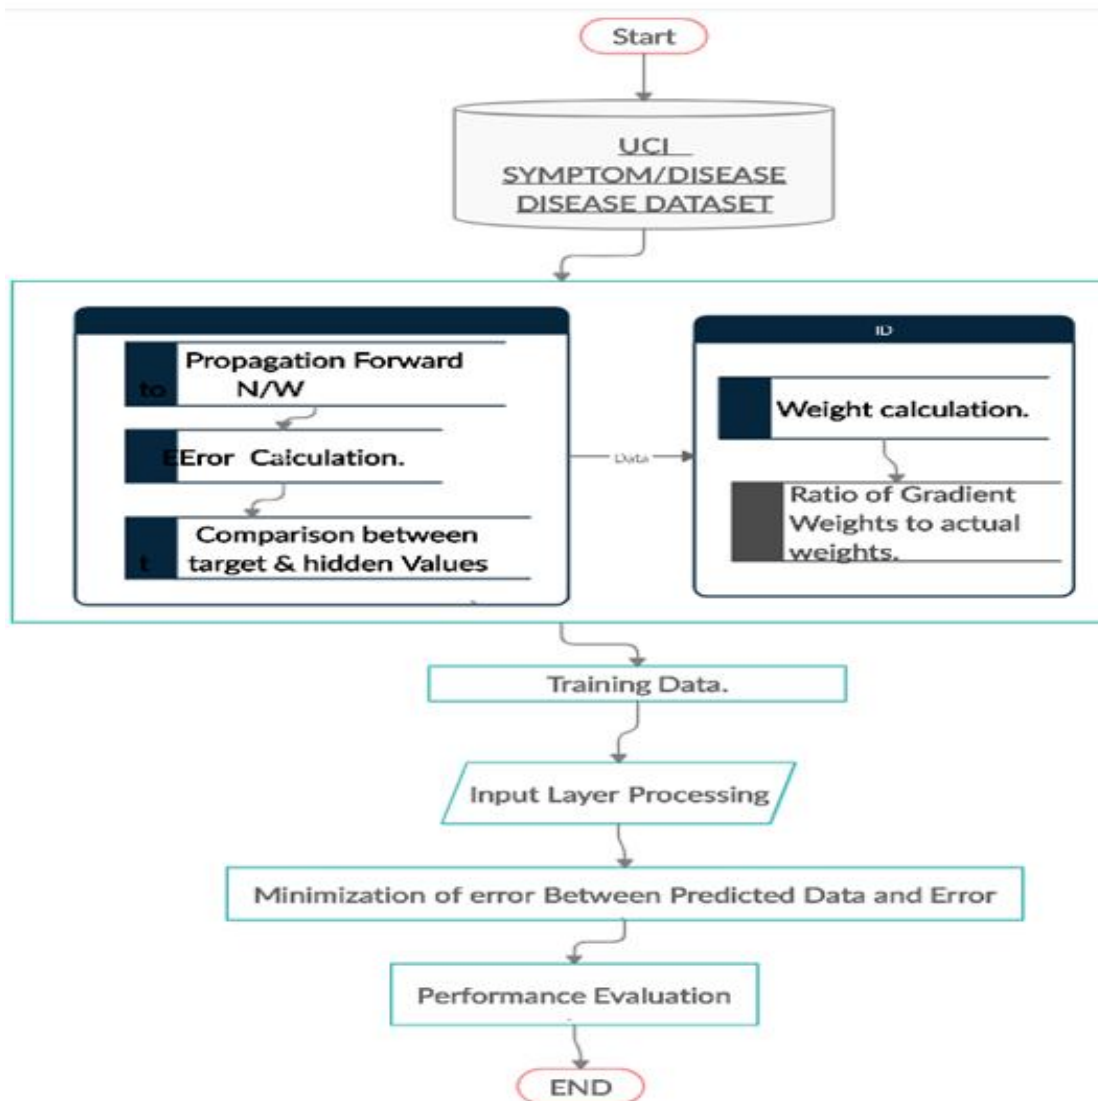 Start
UCI
SYMPTOM/DISEASE
DISEASE DATASET
Propagation Forward
to N/W
EError Calculation.
Comparison between
t target & hidden Values
Data
ID
Weight calculation.
Ratio of Gradient
Weights to actual
weights.
Training Data.
Input Layer Processing
Minimization of error Between Predicted Data and Error
Performance Evaluation
END